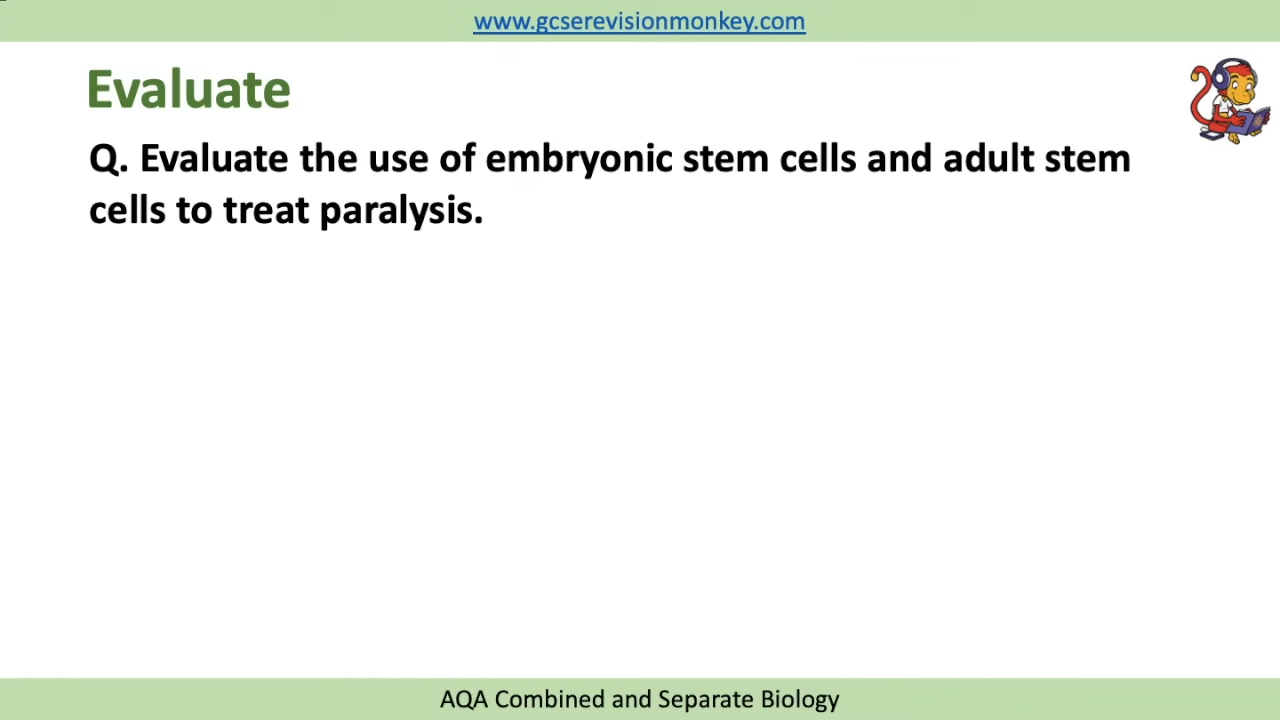 www.gcserevisionmonkey.com
Evaluate
Q. Evaluate the use of embryonic stem cells and adult stem
cells to treat paralysis.
AQA Combined and Separate Biology